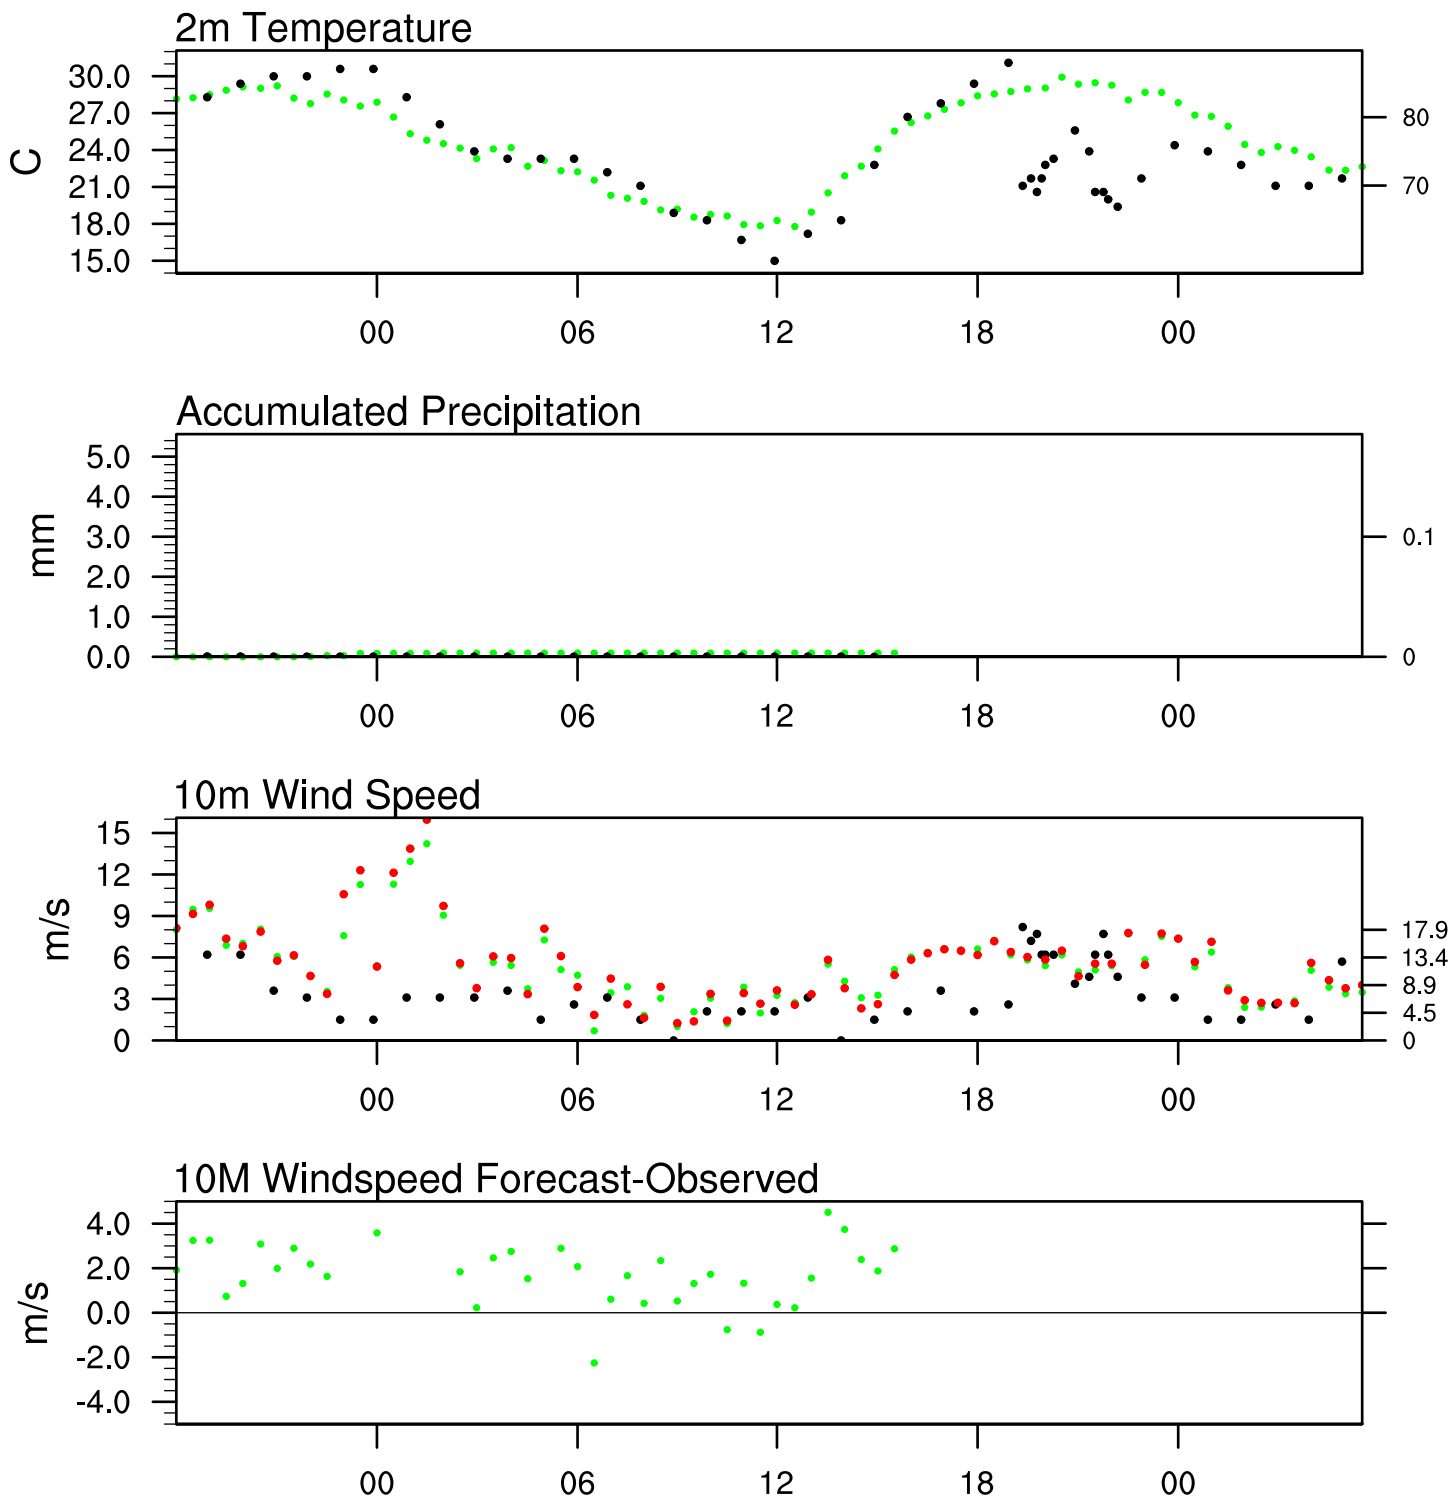 2m Temperature
30.0
27.0
24.0
21.0
18.0
15.0
C
80
70
00 06 12 18 00
Accumulated Precipitation
5.0
4.0
3.0
2.0
1.0
0.0
mm
0.1
0
00 06 12 18 00
10m Wind Speed
15
12
9
6
3
0
m/s
17.9
13.4
8.9
4.5
0
00 06 12 18 00
10M Windspeed Forecast-Observed
4.0
2.0
0.0
-2.0
-4.0
m/s
00 06 12 18 00